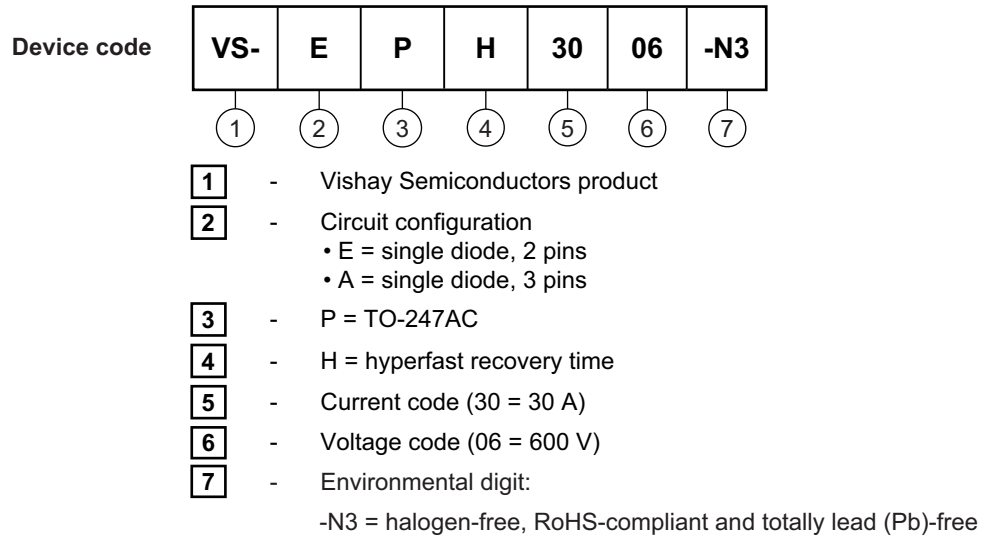 Device code VS- E P H 30 06 -N3
1 2 3 4 5 6 7
1 - Vishay Semiconductors product
2 - Circuit configuration
• E = single diode, 2 pins
• A = single diode, 3 pins
3 - P = TO-247AC
4 - H = hyperfast recovery time
5 - Current code (30 = 30 A)
6 - Voltage code (06 = 600 V)
7 - Environmental digit:
-N3 = halogen-free, RoHS-compliant and totally lead (Pb)-free